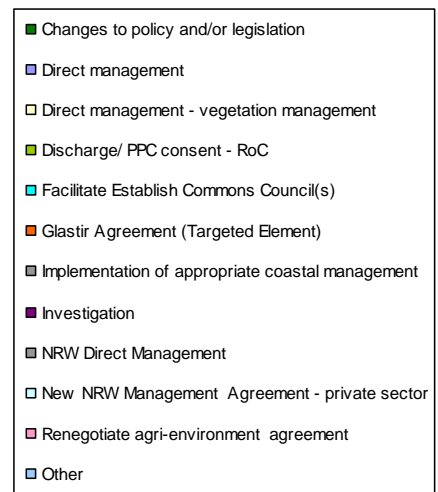 Changes to policy and/or legislation
Direct management
Direct management - vegetation management
Discharge/ PPC consent - RoC
Facilitate Establish Commons Council(s)
Glastir Agreement (Targeted Element)
Implementation of appropriate coastal management
Investigation
NRW Direct Management
New NRW Management Agreement - private sector
Renegotiate agri-environment agreement
Other